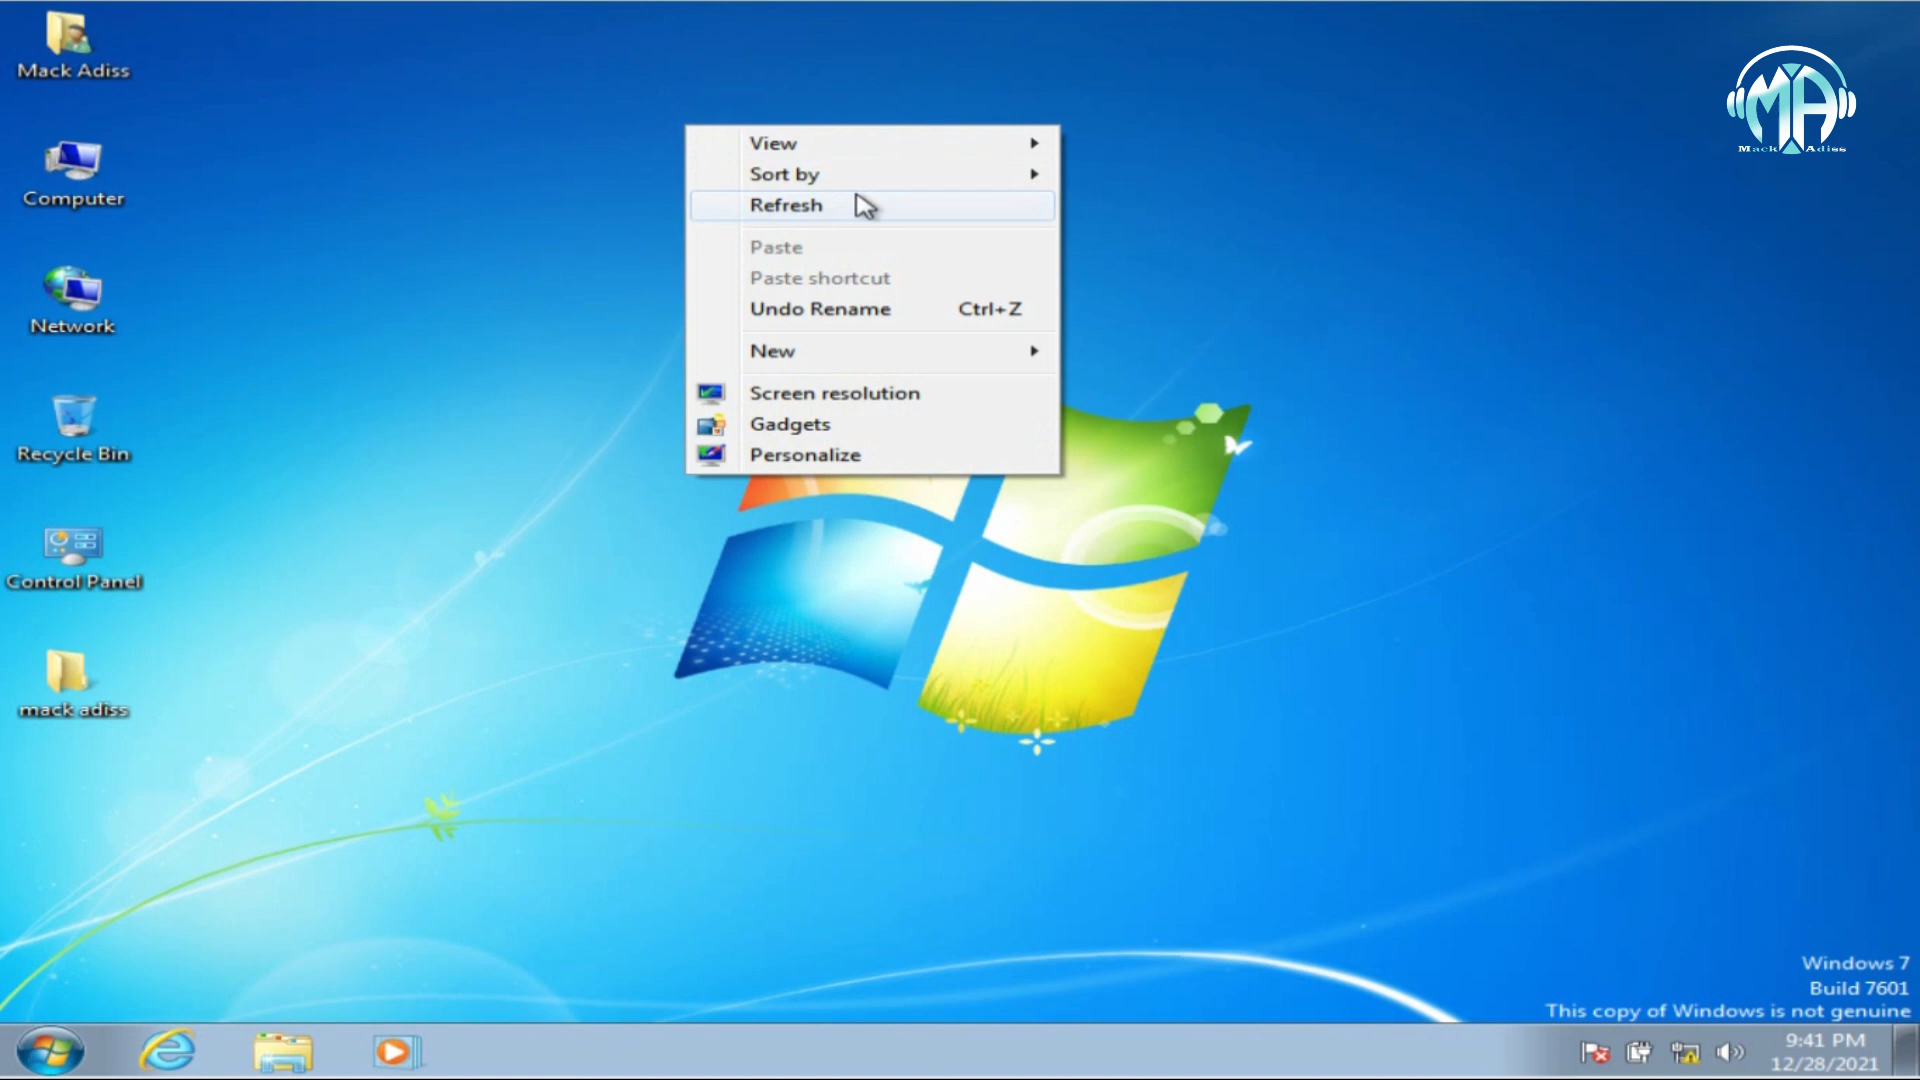 Mack Adiss
Computer
Network
Recycle Bin
Control Panel
mack adiss
View
Sort by
Refresh
Paste
Paste shortcut
Undo Rename Ctrl+Z
New
Screen resolution
Gadgets
Personalize
MA
Mack Adiss
Windows 7
Build 7601
This copy of Windows is not genuine
9:41 PM
12/28/2021